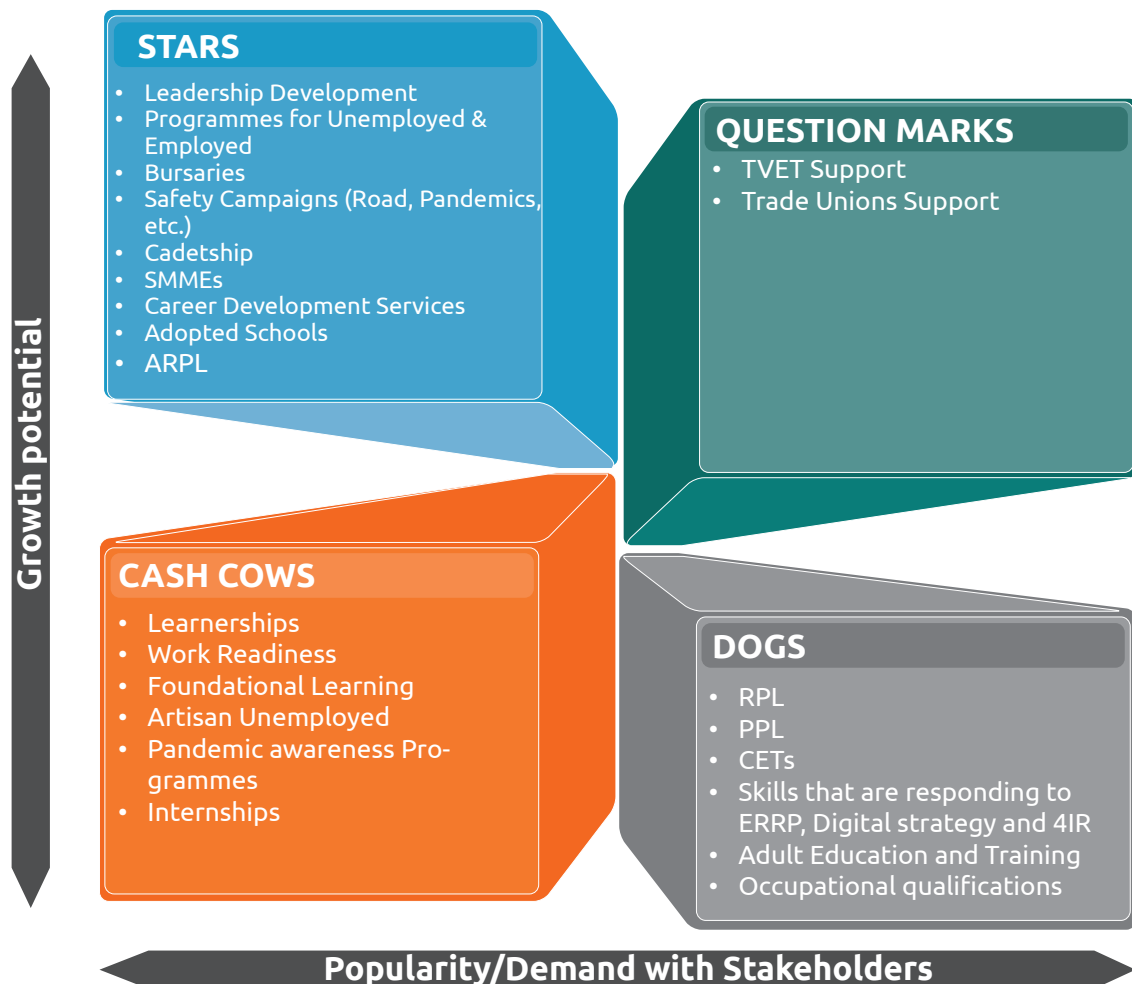 STARS
• Leadership Development
• Programmes for Unemployed &
Employed
• Bursaries
• Safety Campaigns (Road, Pandemics,
etc.)
• Cadetship
• SMMEs
• Career Development Services
• Adopted Schools
• ARPL
QUESTION MARKS
• TVET Support
• Trade Unions Support
Growth potential
CASH COWS
• Learnerships
• Work Readiness
• Foundational Learning
• Artisan Unemployed
• Pandemic awareness Pro-
grammes
• Internships
DOGS
• RPL
• PPL
• CETs
• Skills that are responding to
ERRP, Digital strategy and 4IR
• Adult Education and Training
• Occupational qualifications
Popularity/Demand with Stakeholders